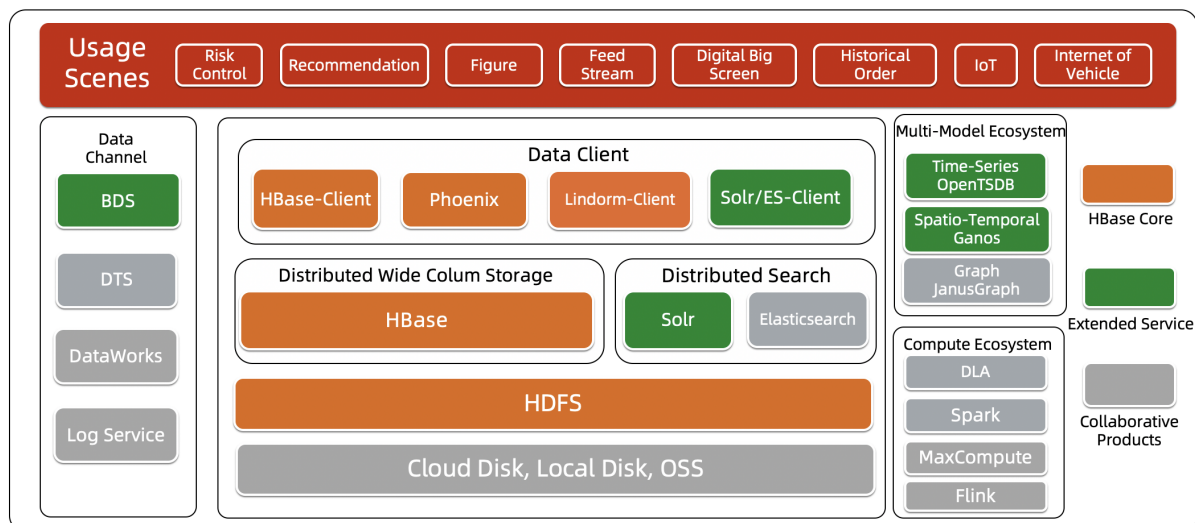 Usage
Scenes
Risk
Control
Recommendation
Figure
Feed
Stream
Digital Big
Screen
Historical
Order
IoT
Internet of
Vehicle
Data
Channel
BDS
DTS
DataWorks
Log Service
Data Client
HBase-Client
Phoenix
Lindorm-Client
Solr/ES-Client
Distributed Wide Colum Storage
HBase
Distributed Search
Solr
Elasticsearch
HDFS
Cloud Disk, Local Disk, OSS
Multi-Model Ecosystem
Time-Series
OpenTSDB
Spatio-Temporal
Ganos
Graph
JanusGraph
Compute Ecosystem
DLA
Spark
MaxCompute
Flink
HBase Core
Extended Service
Collaborative
Products